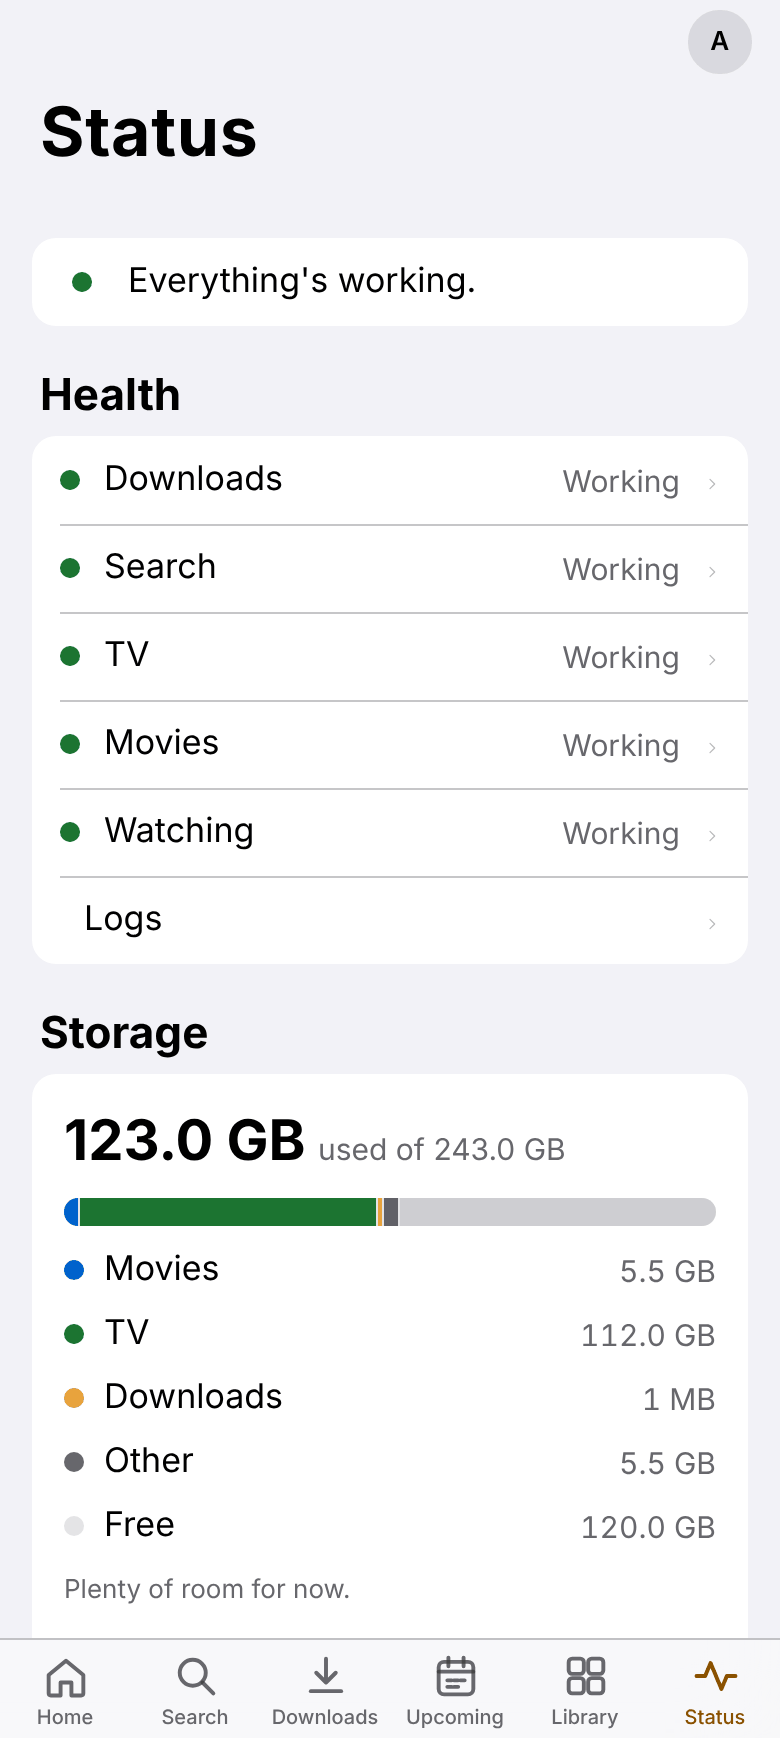 A
Status
Everything's working.
Health
Downloads Working
Search Working
TV Working
Movies Working
Watching Working
Logs
Storage
123.0 GB used of 243.0 GB
Movies 5.5 GB
TV 112.0 GB
Downloads 1 MB
Other 5.5 GB
Free 120.0 GB
Plenty of room for now.
Home Search Downloads Upcoming Library Status